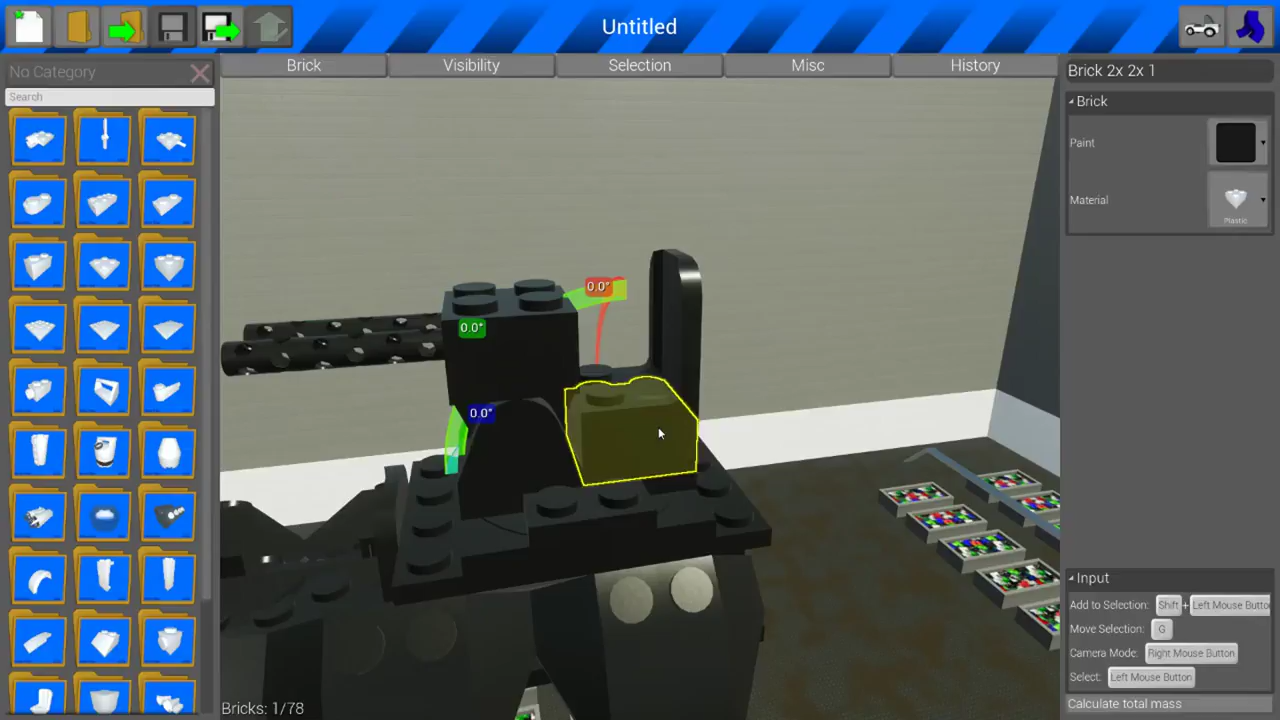 Untitled
No Category
Search
Brick
Visibility
Selection
Misc
History
Brick 2x 2x 1
Brick
Paint
Material
Plastic
0.0°
0.0°
0.0°
Input
Add to Selection: Shift + Left Mouse Butto
Move Selection: G
Camera Mode: Right Mouse Button
Select: Left Mouse Button
Calculate total mass
Bricks: 1/78